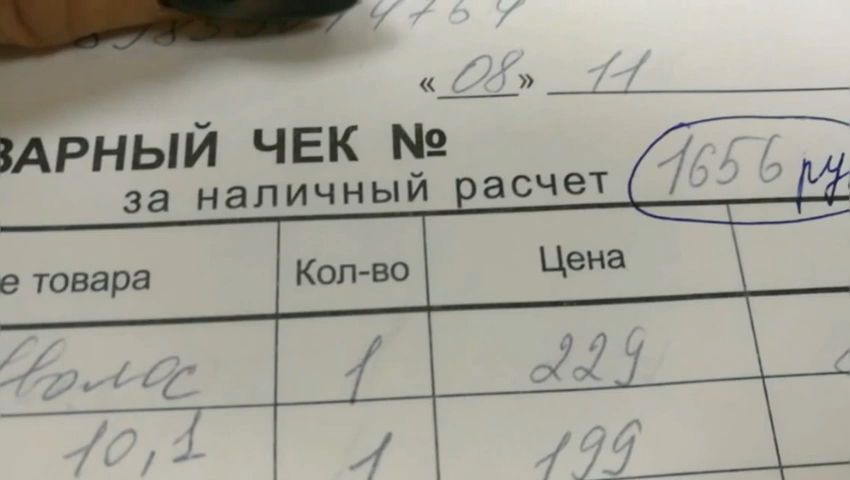 «08» 11
ВАРНЫЙ ЧЕК №
за наличный расчет 1656 ру
е товара Кол-во Цена
волос 1 229
10,1 1 199